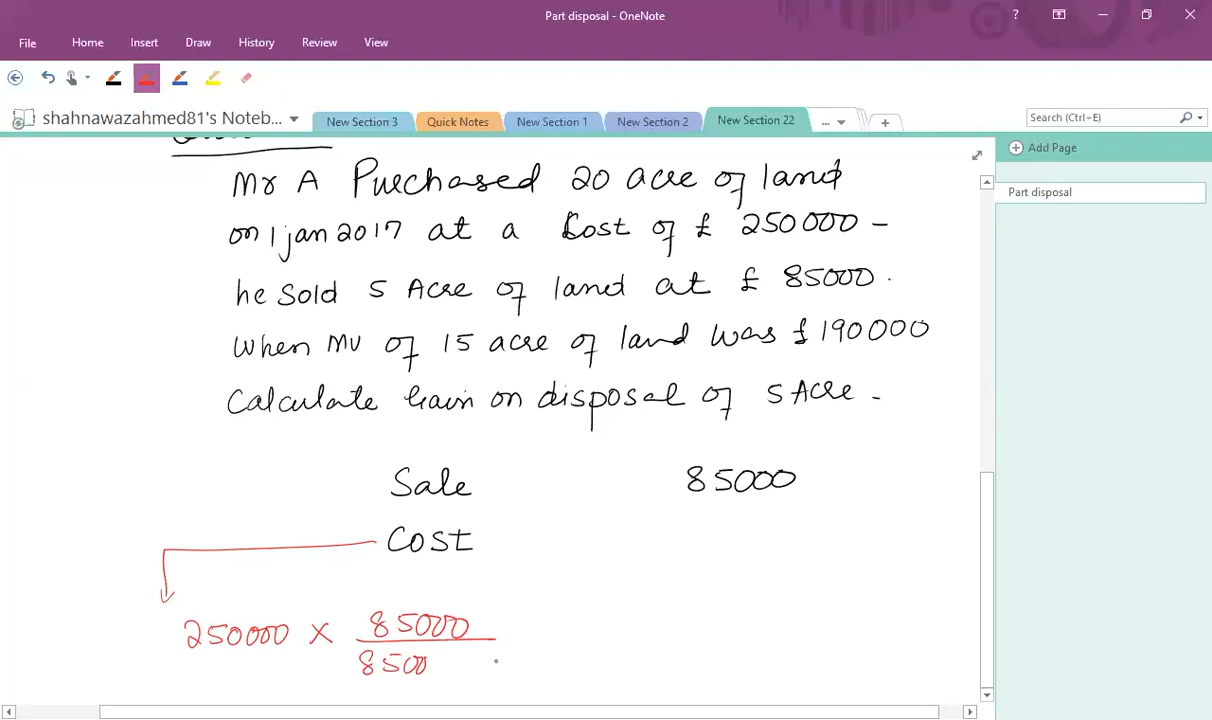 Part disposal - OneNote
?
File Home Insert Draw History Review View
shahnawazahmed81's Noteb... New Section 3 Quick Notes New Section 1 New Section 2 New Section 22 ... Search (Ctrl+E)
Add Page
Part disposal
Mr A Purchased 20 acre of land
on 1 jan 2017 at a Cost of £ 250000 -
he Sold 5 Acre of land at £ 85000.
When MV of 15 acre of land was £ 190000
Calculate Gain on disposal of 5 Acre -
Sale 85000
Cost
250000 × 85000
8500